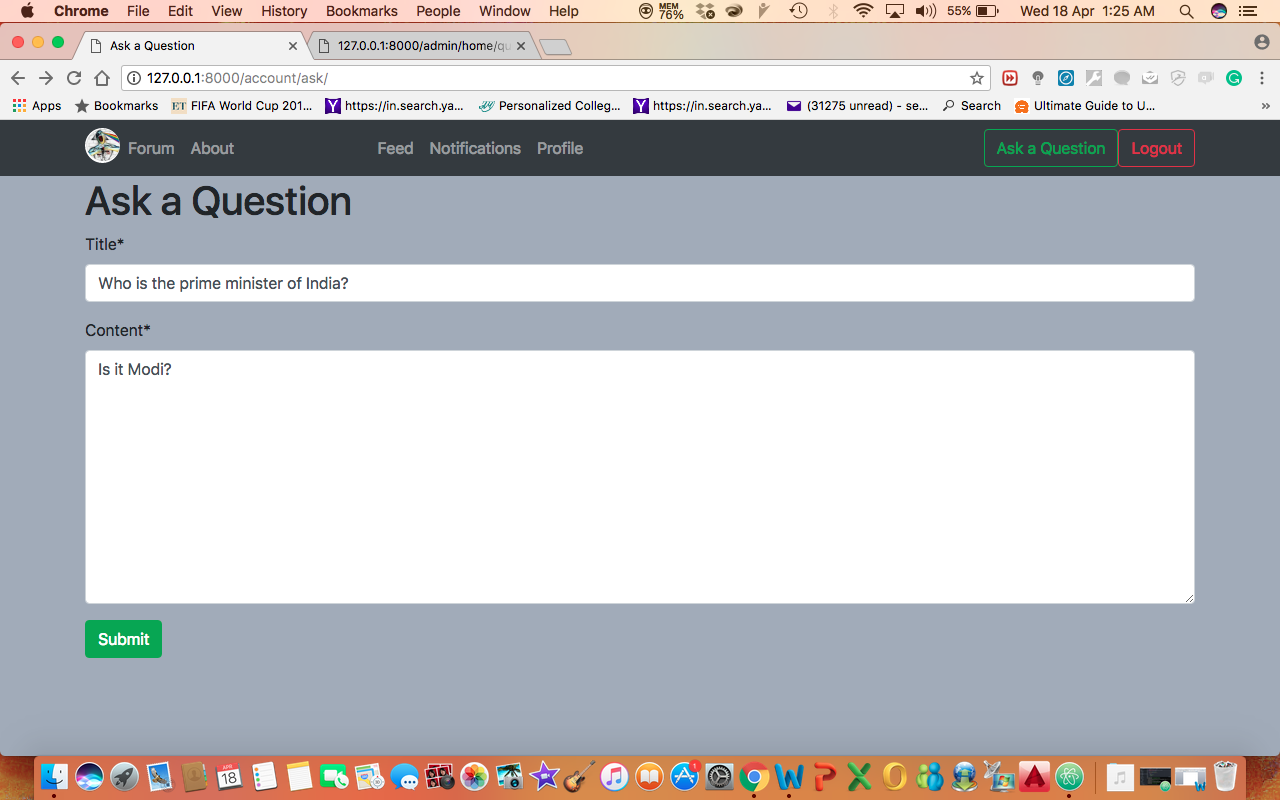 Chrome File Edit View History Bookmarks People Window Help MEM 76% 55% Wed 18 Apr 1:25 AM
Ask a Question 127.0.0.1:8000/admin/home/qu
127.0.0.1:8000/account/ask/
Apps Bookmarks ET FIFA World Cup 201... https://in.search.ya... Personalized Colleg... https://in.search.ya... (31275 unread) - se... Search Ultimate Guide to U... »
Forum About Feed Notifications Profile Ask a Question Logout
Ask a Question
Title*
Who is the prime minister of India?
Content*
Is it Modi?
Submit
APR
18
1